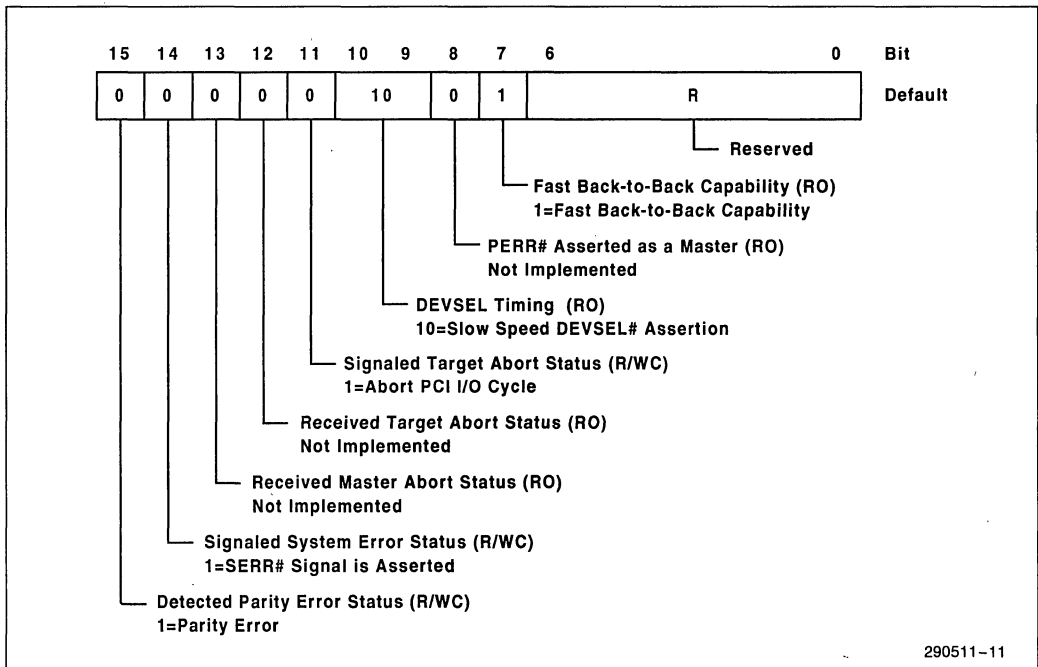 15 14 13 12 11 10 9 8 7 6 0 Bit
0 0 0 0 0 10 0 1 R Default
Reserved
Fast Back-to-Back Capability (RO)
1=Fast Back-to-Back Capability
PERR# Asserted as a Master (RO)
Not Implemented
DEVSEL Timing (RO)
10=Slow Speed DEVSEL# Assertion
Signaled Target Abort Status (R/WC)
1=Abort PCI I/O Cycle
Received Target Abort Status (RO)
Not Implemented
Received Master Abort Status (RO)
Not Implemented
Signaled System Error Status (R/WC)
1=SERR# Signal is Asserted
Detected Parity Error Status (R/WC)
1=Parity Error
290511-11